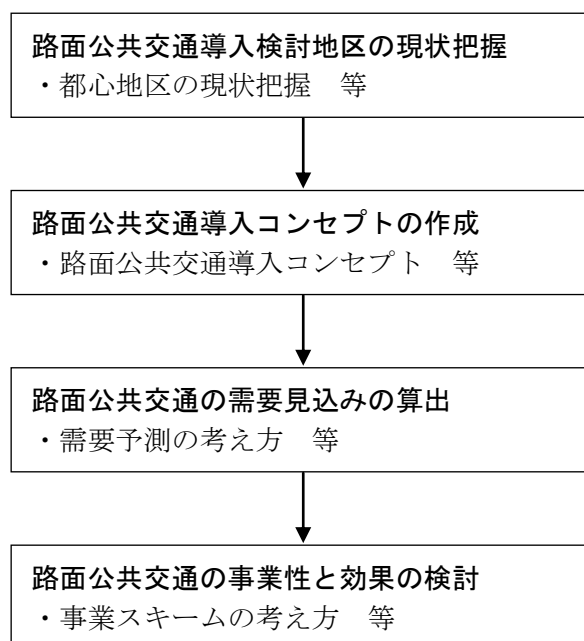 路面公共交通導入検討地区の現状把握
・都心地区の現状把握　等
路面公共交通導入コンセプトの作成
・路面公共交通導入コンセプト　等
路面公共交通の需要見込みの算出
・需要予測の考え方　等
路面公共交通の事業性と効果の検討
・事業スキームの考え方　等